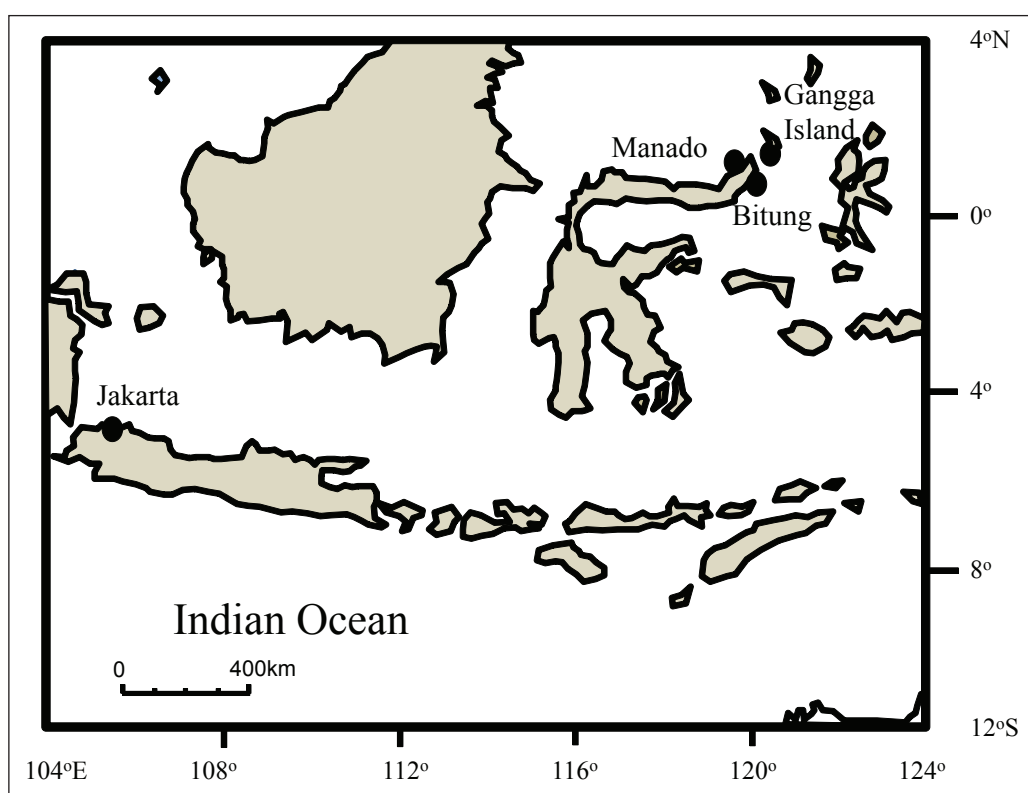 4ºN
Gangga
Island
Manado
Bitung
0º
4º
Jakarta
8º
Indian Ocean
0 400km
12ºS
104ºE 108º 112º 116º 120º 124º